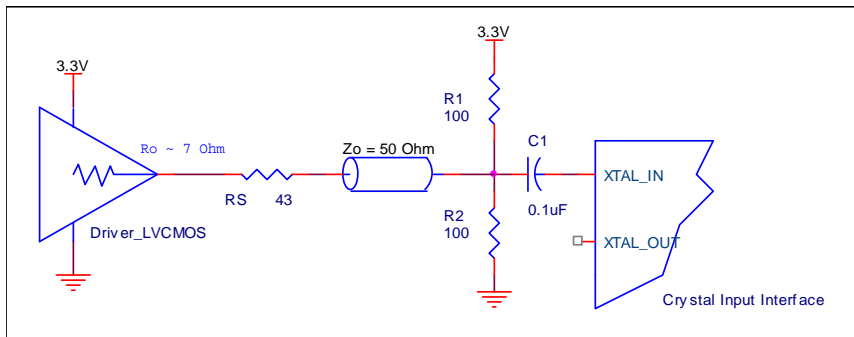 3.3V
3.3V
R1
100
Ro ~ 7 Ohm
Zo = 50 Ohm
C1
XTAL_IN
RS 43
0.1uF
R2
100
Driver_LVCMOS
XTAL_OUT
Crystal Input Interface